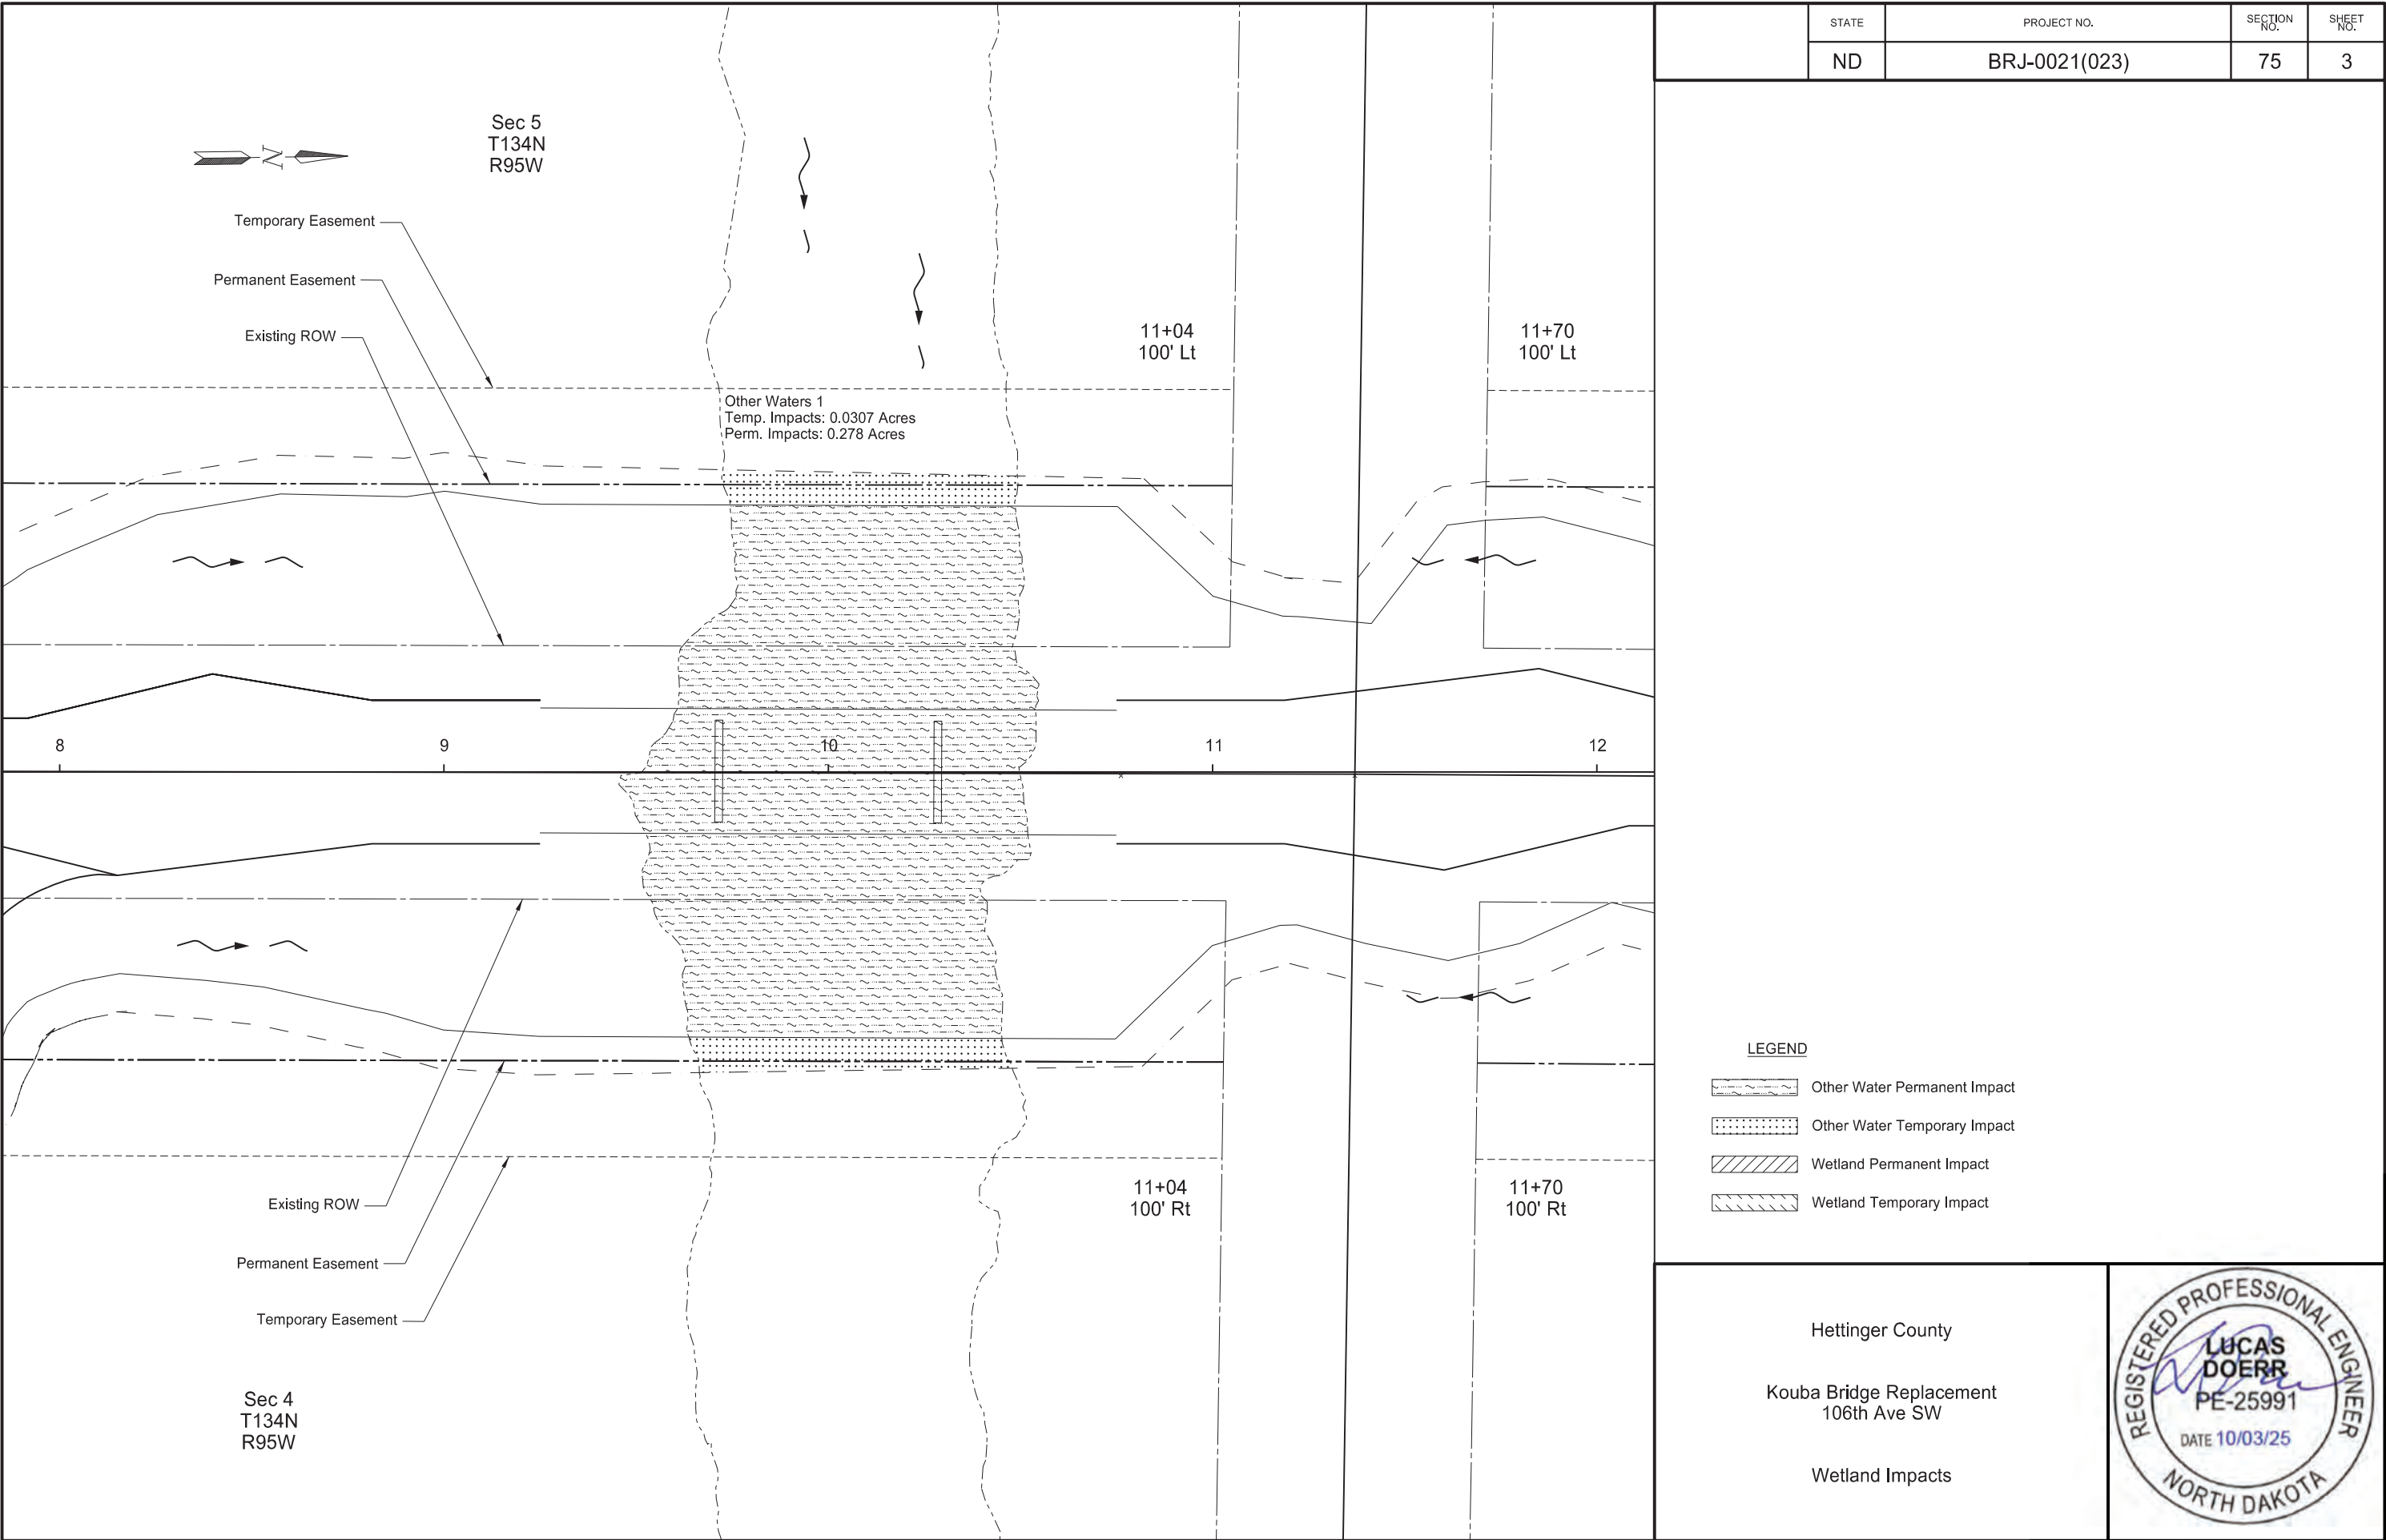 STATE
PROJECT NO.
SECTION NO.
SHEET NO.
ND
BRJ-0021(023)
75
3
Sec 5
T134N
R95W
N
Temporary Easement
Permanent Easement
Existing ROW
11+04
100' Lt
11+70
100' Lt
Other Waters 1
Temp. Impacts: 0.0307 Acres
Perm. Impacts: 0.278 Acres
8
9
10
11
12
Existing ROW
Permanent Easement
Temporary Easement
11+04
100' Rt
11+70
100' Rt
Sec 4
T134N
R95W
LEGEND
Other Water Permanent Impact
Other Water Temporary Impact
Wetland Permanent Impact
Wetland Temporary Impact
Hettinger County
Kouba Bridge Replacement
106th Ave SW
Wetland Impacts
REGISTERED PROFESSIONAL ENGINEER
LUCAS
DOERR
PE-25991
DATE 10/03/25
NORTH DAKOTA